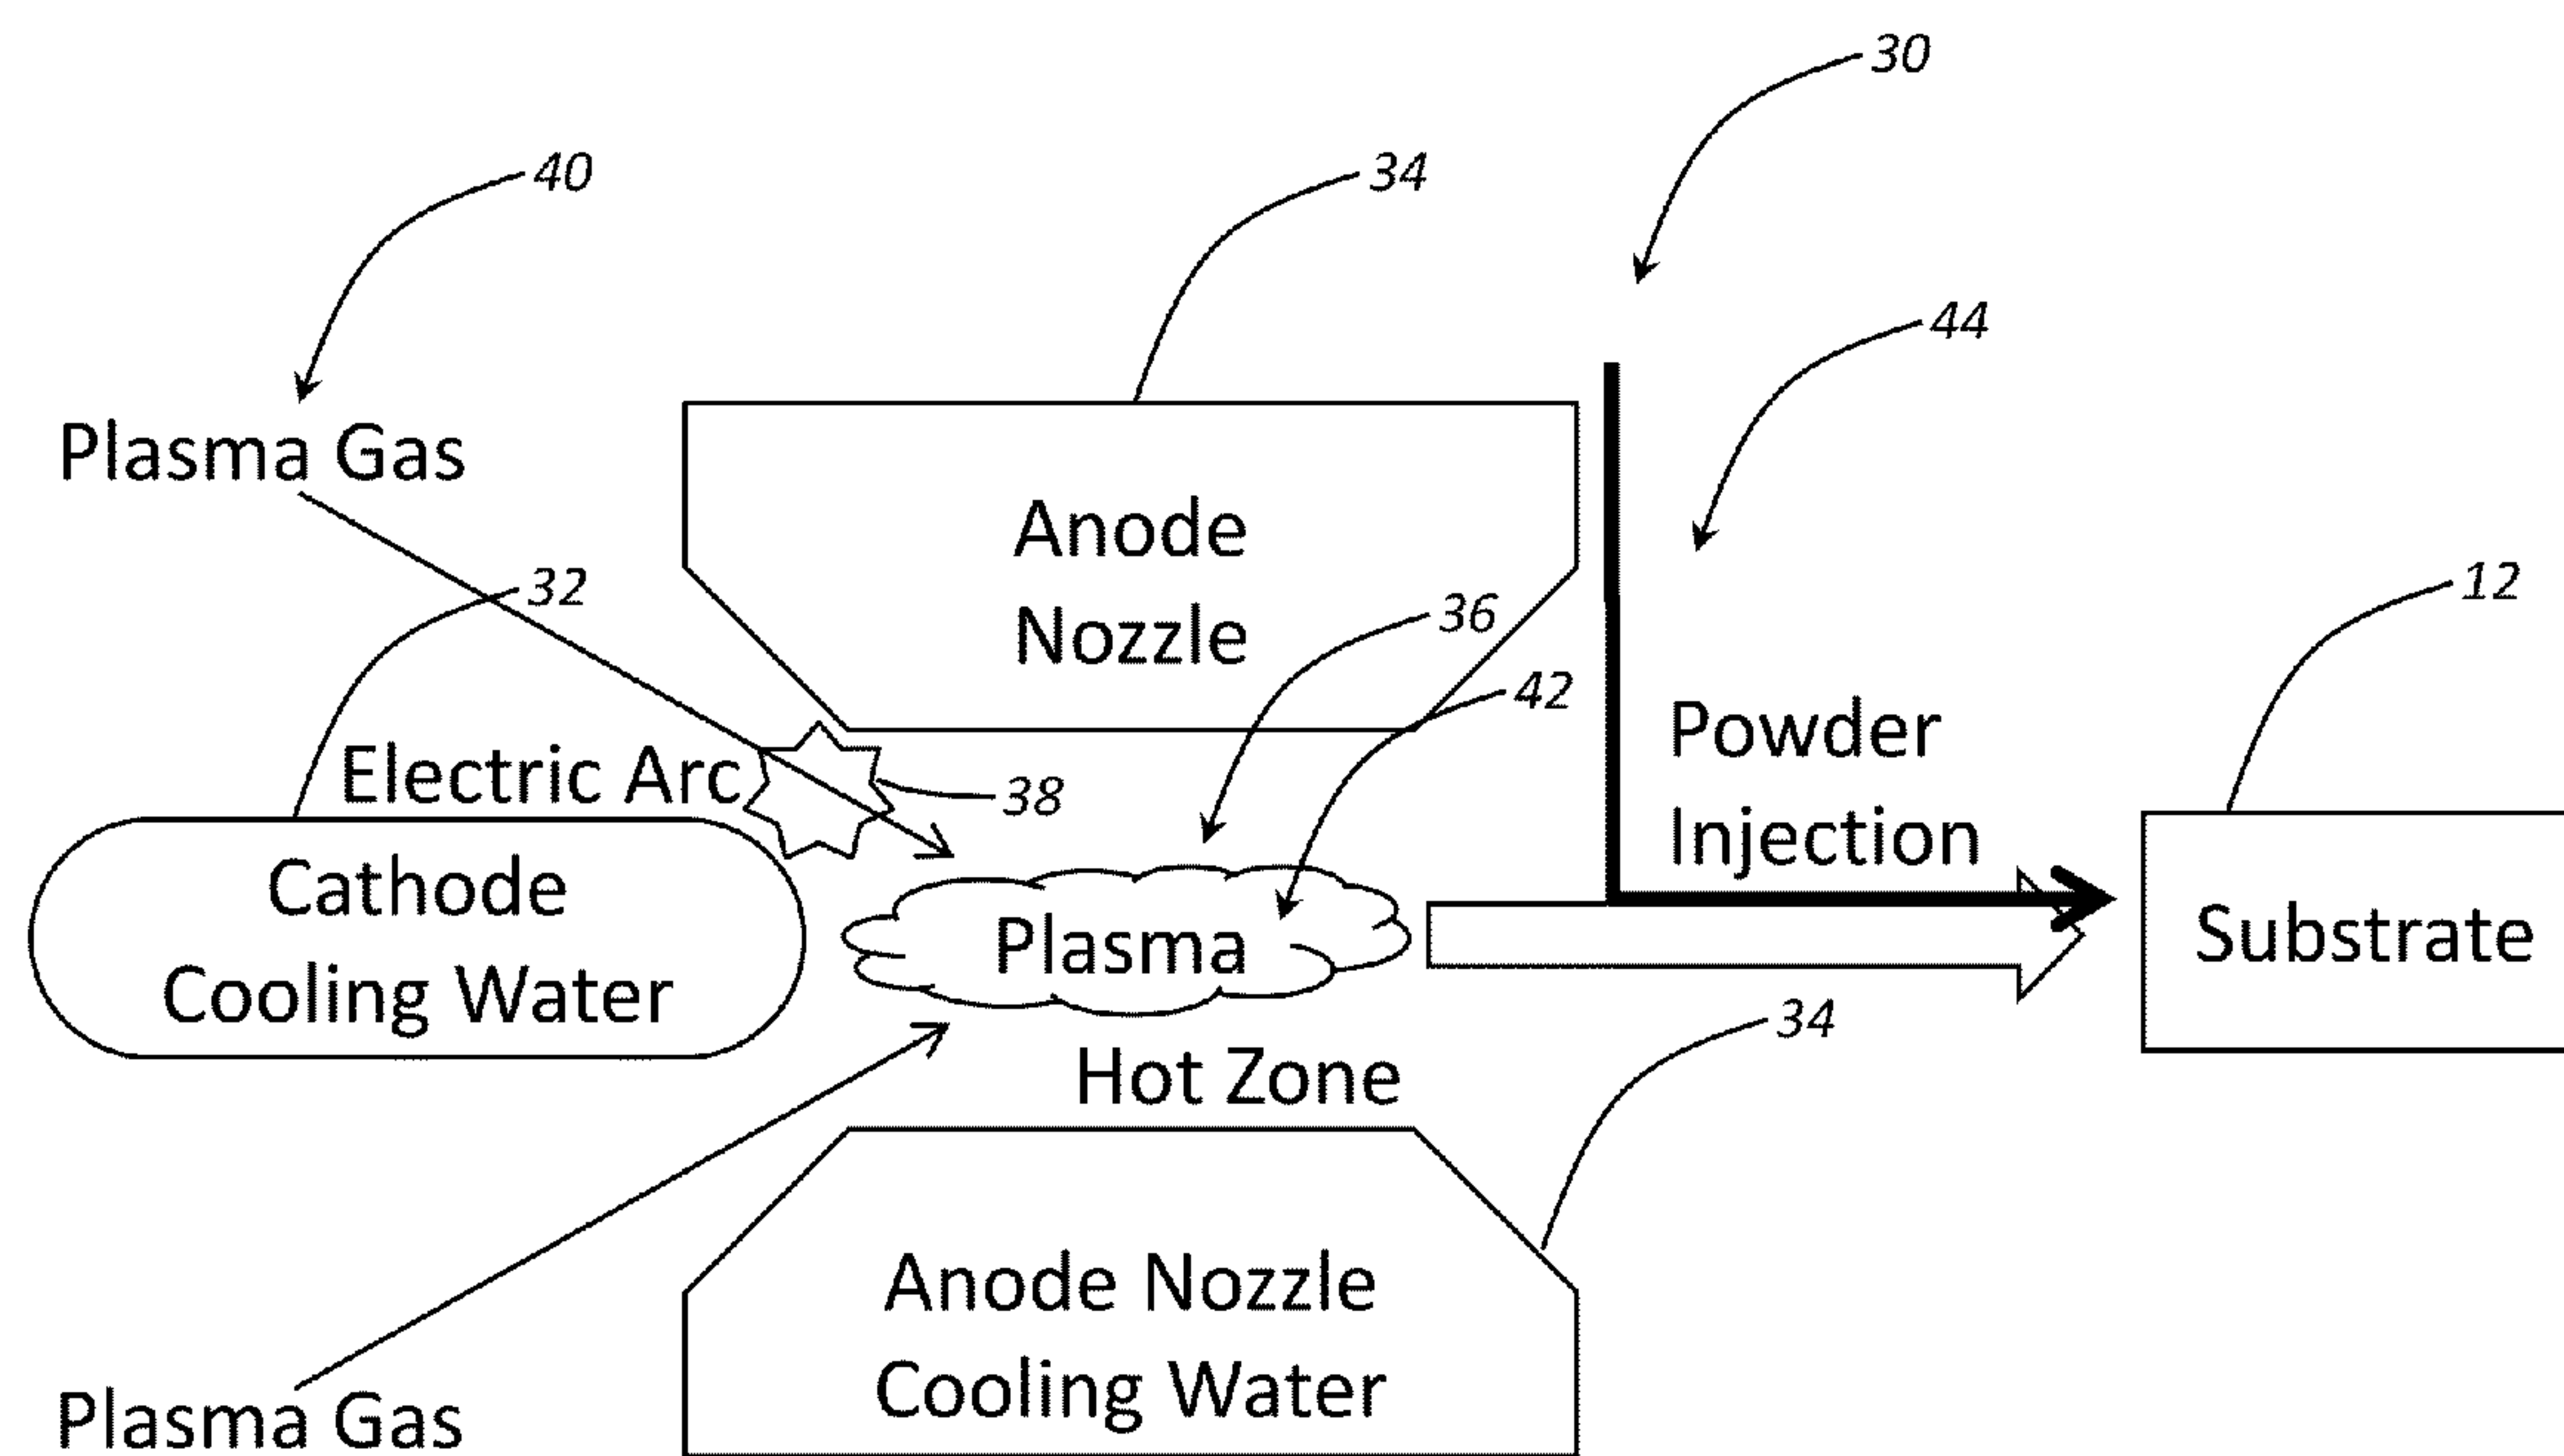 30
40
34
44
Plasma Gas
Anode
Nozzle
32
36
12
42
Powder
Injection
Electric Arc
38
Cathode
Cooling Water
Plasma
Substrate
34
Hot Zone
Anode Nozzle
Cooling Water
Plasma Gas